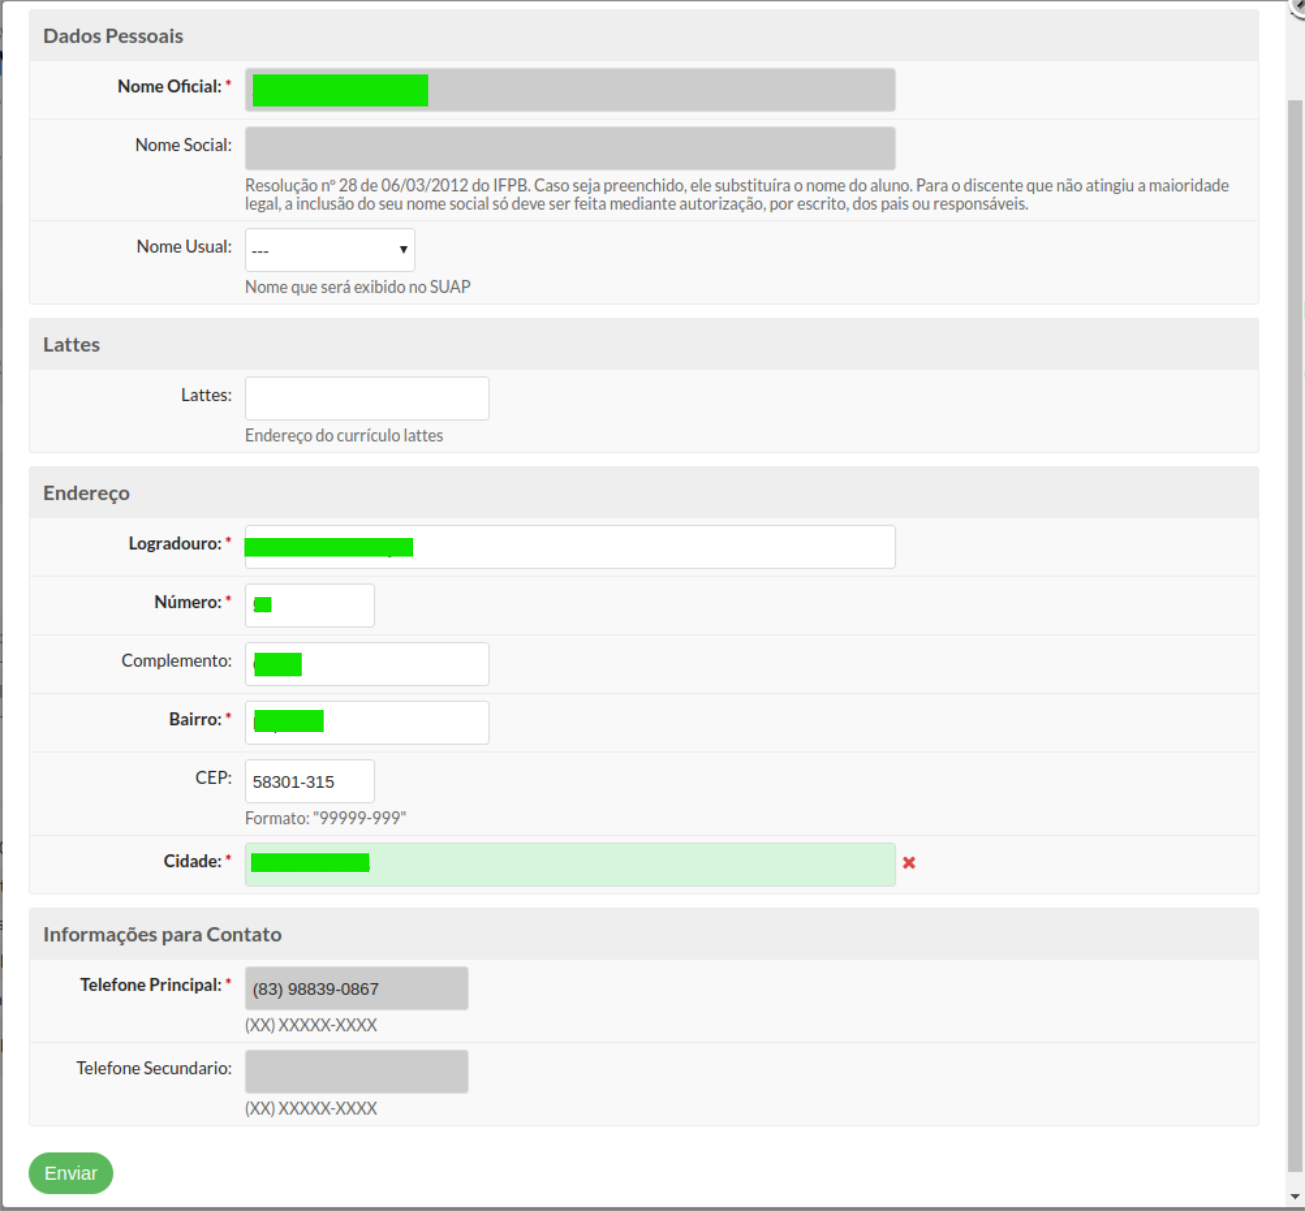 Dados Pessoais
Nome Oficial: *
Nome Social:
Resolução nº 28 de 06/03/2012 do IFPB. Caso seja preenchido, ele substituíra o nome do aluno. Para o discente que não atingiu a maioridade
legal, a inclusão do seu nome social só deve ser feita mediante autorização, por escrito, dos pais ou responsáveis.
Nome Usual: ---
Nome que será exibido no SUAP
Lattes
Lattes:
Endereço do currículo lattes
Endereço
Logradouro: *
Número: *
Complemento:
Bairro: *
CEP: 58301-315
Formato: "99999-999"
Cidade: *
Informações para Contato
Telefone Principal: * (83) 98839-0867
(XX) XXXXX-XXXX
Telefone Secundario:
(XX) XXXXX-XXXX
Enviar